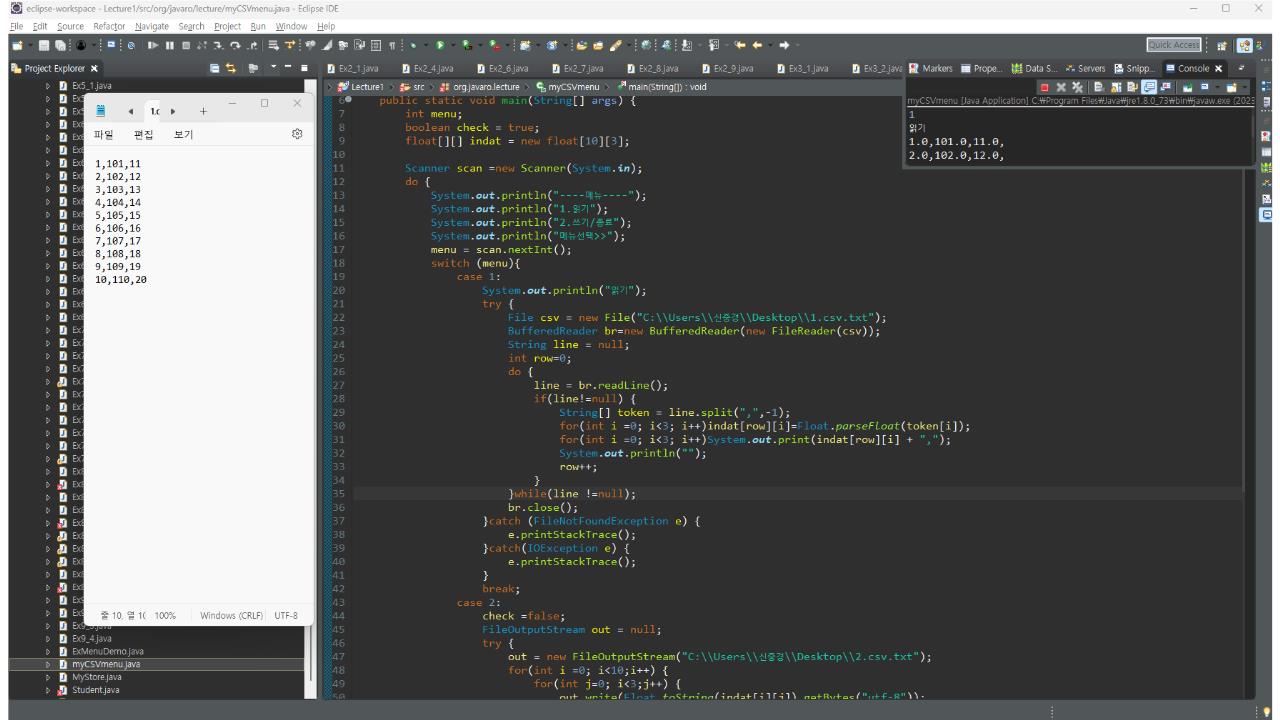 eclipse-workspace - Lecture1/src/org/javaro/lecture/myCSVmenu.java - Eclipse IDE
File Edit Source Refactor Navigate Search Project Run Window Help
Quick Access
Project Explorer
Ex2_1.java Ex2_4.java Ex2_6.java Ex2_7.java Ex2_8.java Ex2_9.java Ex3_1.java Ex3_2.java
Markers Prope... Data S... Servers Snipp... Console
Lecture1 src org.javaro.lecture myCSVmenu main(String[]) : void
myCSVmenu [Java Application] C:\Program Files\Java\jre1.8.0_73\bin\javaw.exe (2023
1
읽기
1.0,101.0,11.0,
2.0,102.0,12.0,
Ex5_1.java
파일 편집 보기
1,101,11
2,102,12
3,103,13
4,104,14
5,105,15
6,106,16
7,107,17
8,108,18
9,109,19
10,110,20
줄 10, 열 10 100% Windows (CRLF) UTF-8
Ex9_4.java
ExMenuDemo.java
myCSVmenu.java
MyStore.java
Student.java
6 public static void main(String[] args) {
7 int menu;
8 boolean check = true;
9 float[][] indat = new float[10][3];
10
11 Scanner scan =new Scanner(System.in);
12 do {
13 System.out.println("----메뉴----");
14 System.out.println("1.읽기");
15 System.out.println("2.쓰기/종료");
16 System.out.println("메뉴선택>>");
17 menu = scan.nextInt();
18 switch (menu){
19 case 1:
20 System.out.println("읽기");
21 try {
22 File csv = new File("C:\\Users\\신중경\\Desktop\\1.csv.txt");
23 BufferedReader br=new BufferedReader(new FileReader(csv));
24 String line = null;
25 int row=0;
26 do {
27 line = br.readLine();
28 if(line!=null) {
29 String[] token = line.split(",",-1);
30 for(int i =0; i<3; i++)indat[row][i]=Float.parseFloat(token[i]);
31 for(int i =0; i<3; i++)System.out.print(indat[row][i] + ",");
32 System.out.println("");
33 row++;
34 }
35 }while(line !=null);
36 br.close();
37 }catch (FileNotFoundException e) {
38 e.printStackTrace();
39 }catch(IOException e) {
40 e.printStackTrace();
41 }
42 break;
43 case 2:
44 check =false;
45 FileOutputStream out = null;
46 try {
47 out = new FileOutputStream("C:\\Users\\신중경\\Desktop\\2.csv.txt");
48 for(int i =0; i<10;i++) {
49 for(int j=0; i<3;j++) {
50 out.write(Float.toString(indat[i][j]).getBytes("utf-8"));